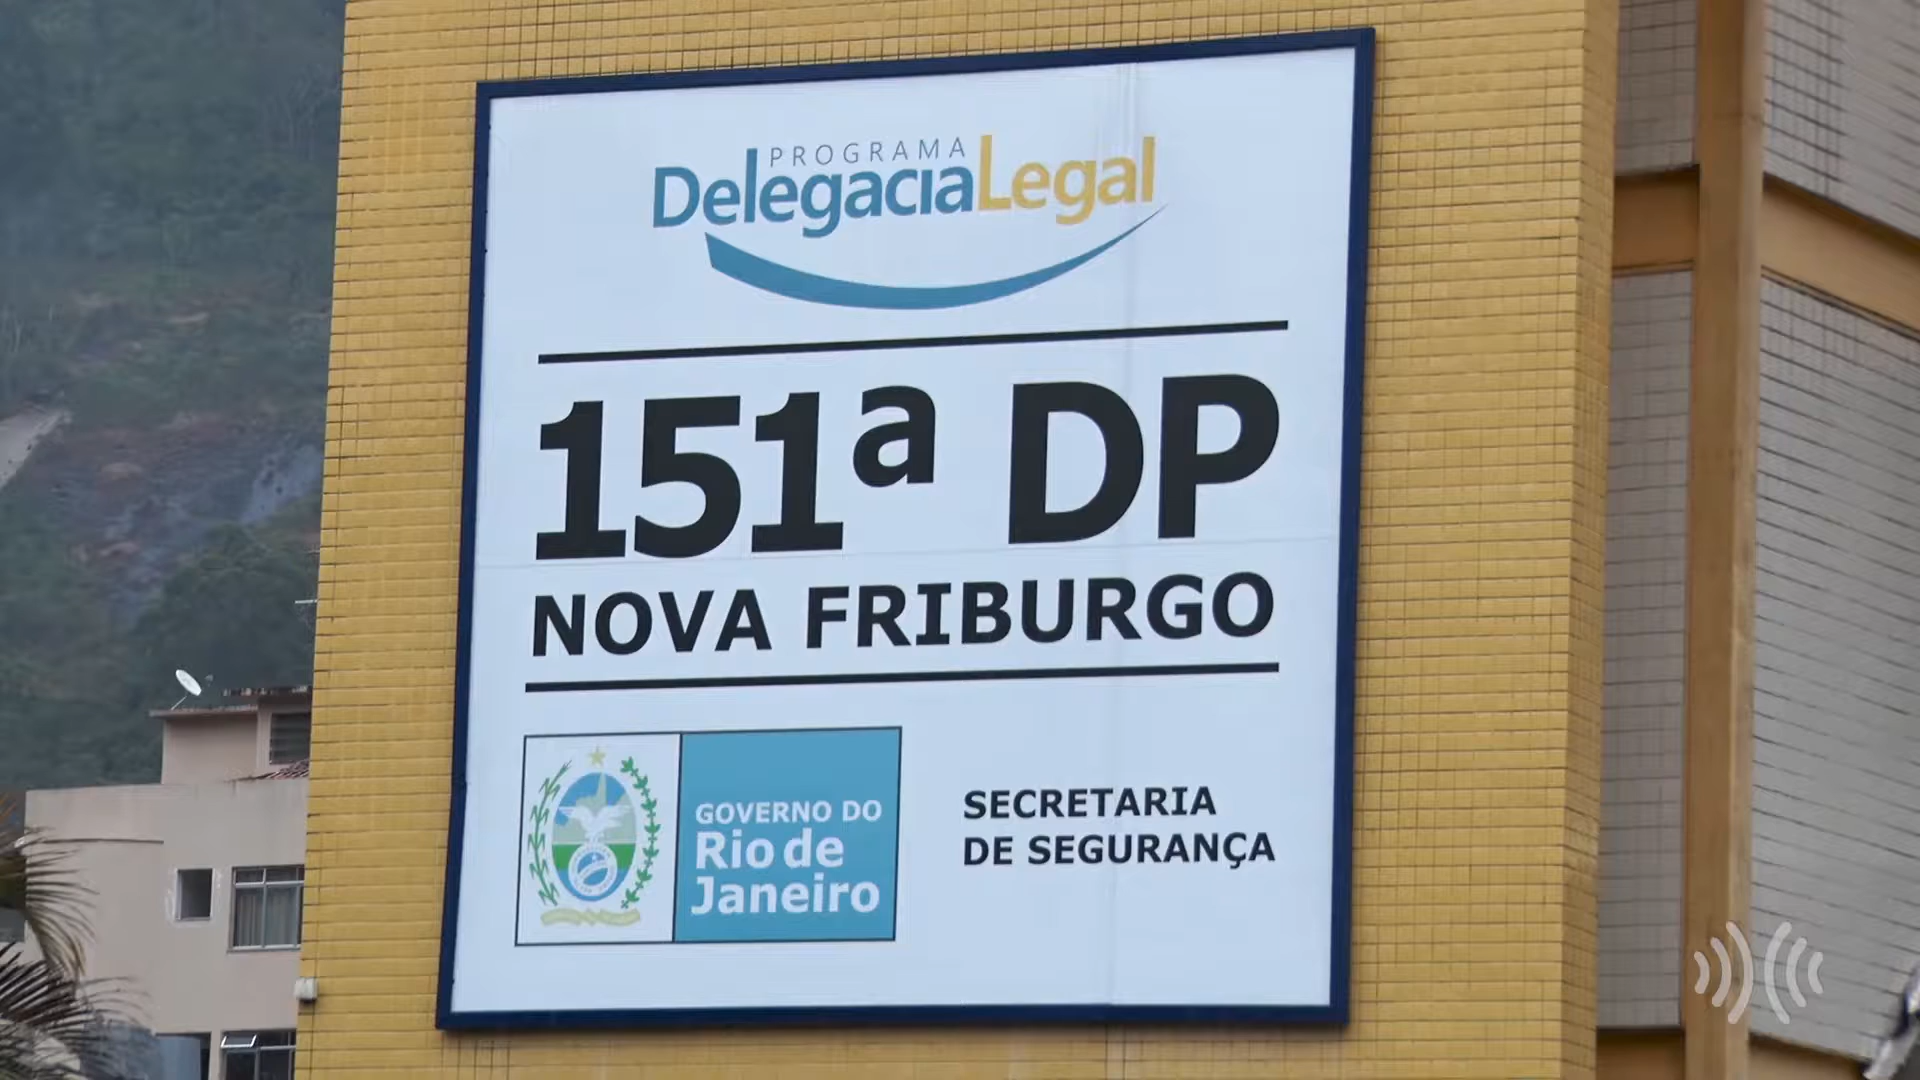 PROGRAMA
DelegaciaLegal
151ª DP
NOVA FRIBURGO
GOVERNO DO
Rio de
Janeiro
SECRETARIA
DE SEGURANÇA